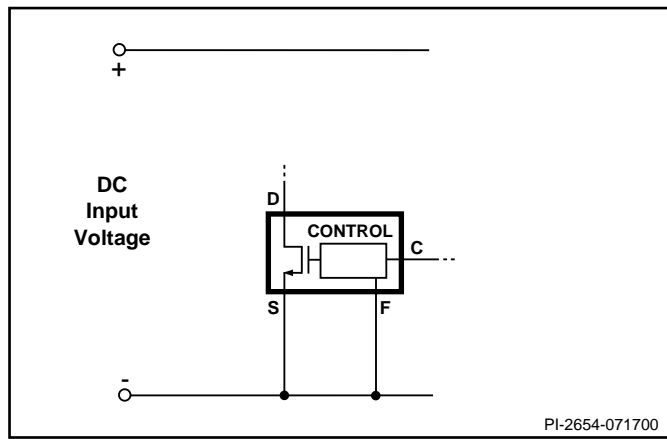 +
DC
Input
Voltage
D
CONTROL
C
S
F
-
PI-2654-071700